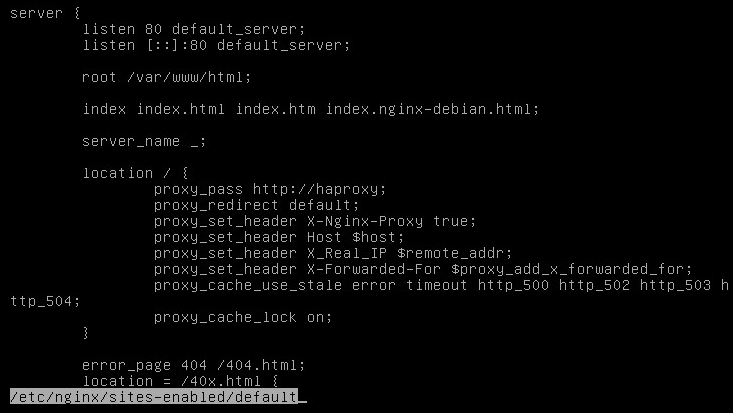 server {
        listen 80 default_server;
        listen [::]:80 default_server;

        root /var/www/html;

        index index.html index.htm index.nginx-debian.html;

        server_name _;

        location / {
                proxy_pass http://haproxy;
                proxy_redirect default;
                proxy_set_header X-Nginx-Proxy true;
                proxy_set_header Host $host;
                proxy_set_header X_Real_IP $remote_addr;
                proxy_set_header X-Forwarded-For $proxy_add_x_forwarded_for;
                proxy_cache_use_stale error timeout http_500 http_502 http_503 h
ttp_504;
                proxy_cache_lock on;
        }

        error_page 404 /404.html;
        location = /40x.html {
/etc/nginx/sites-enabled/default